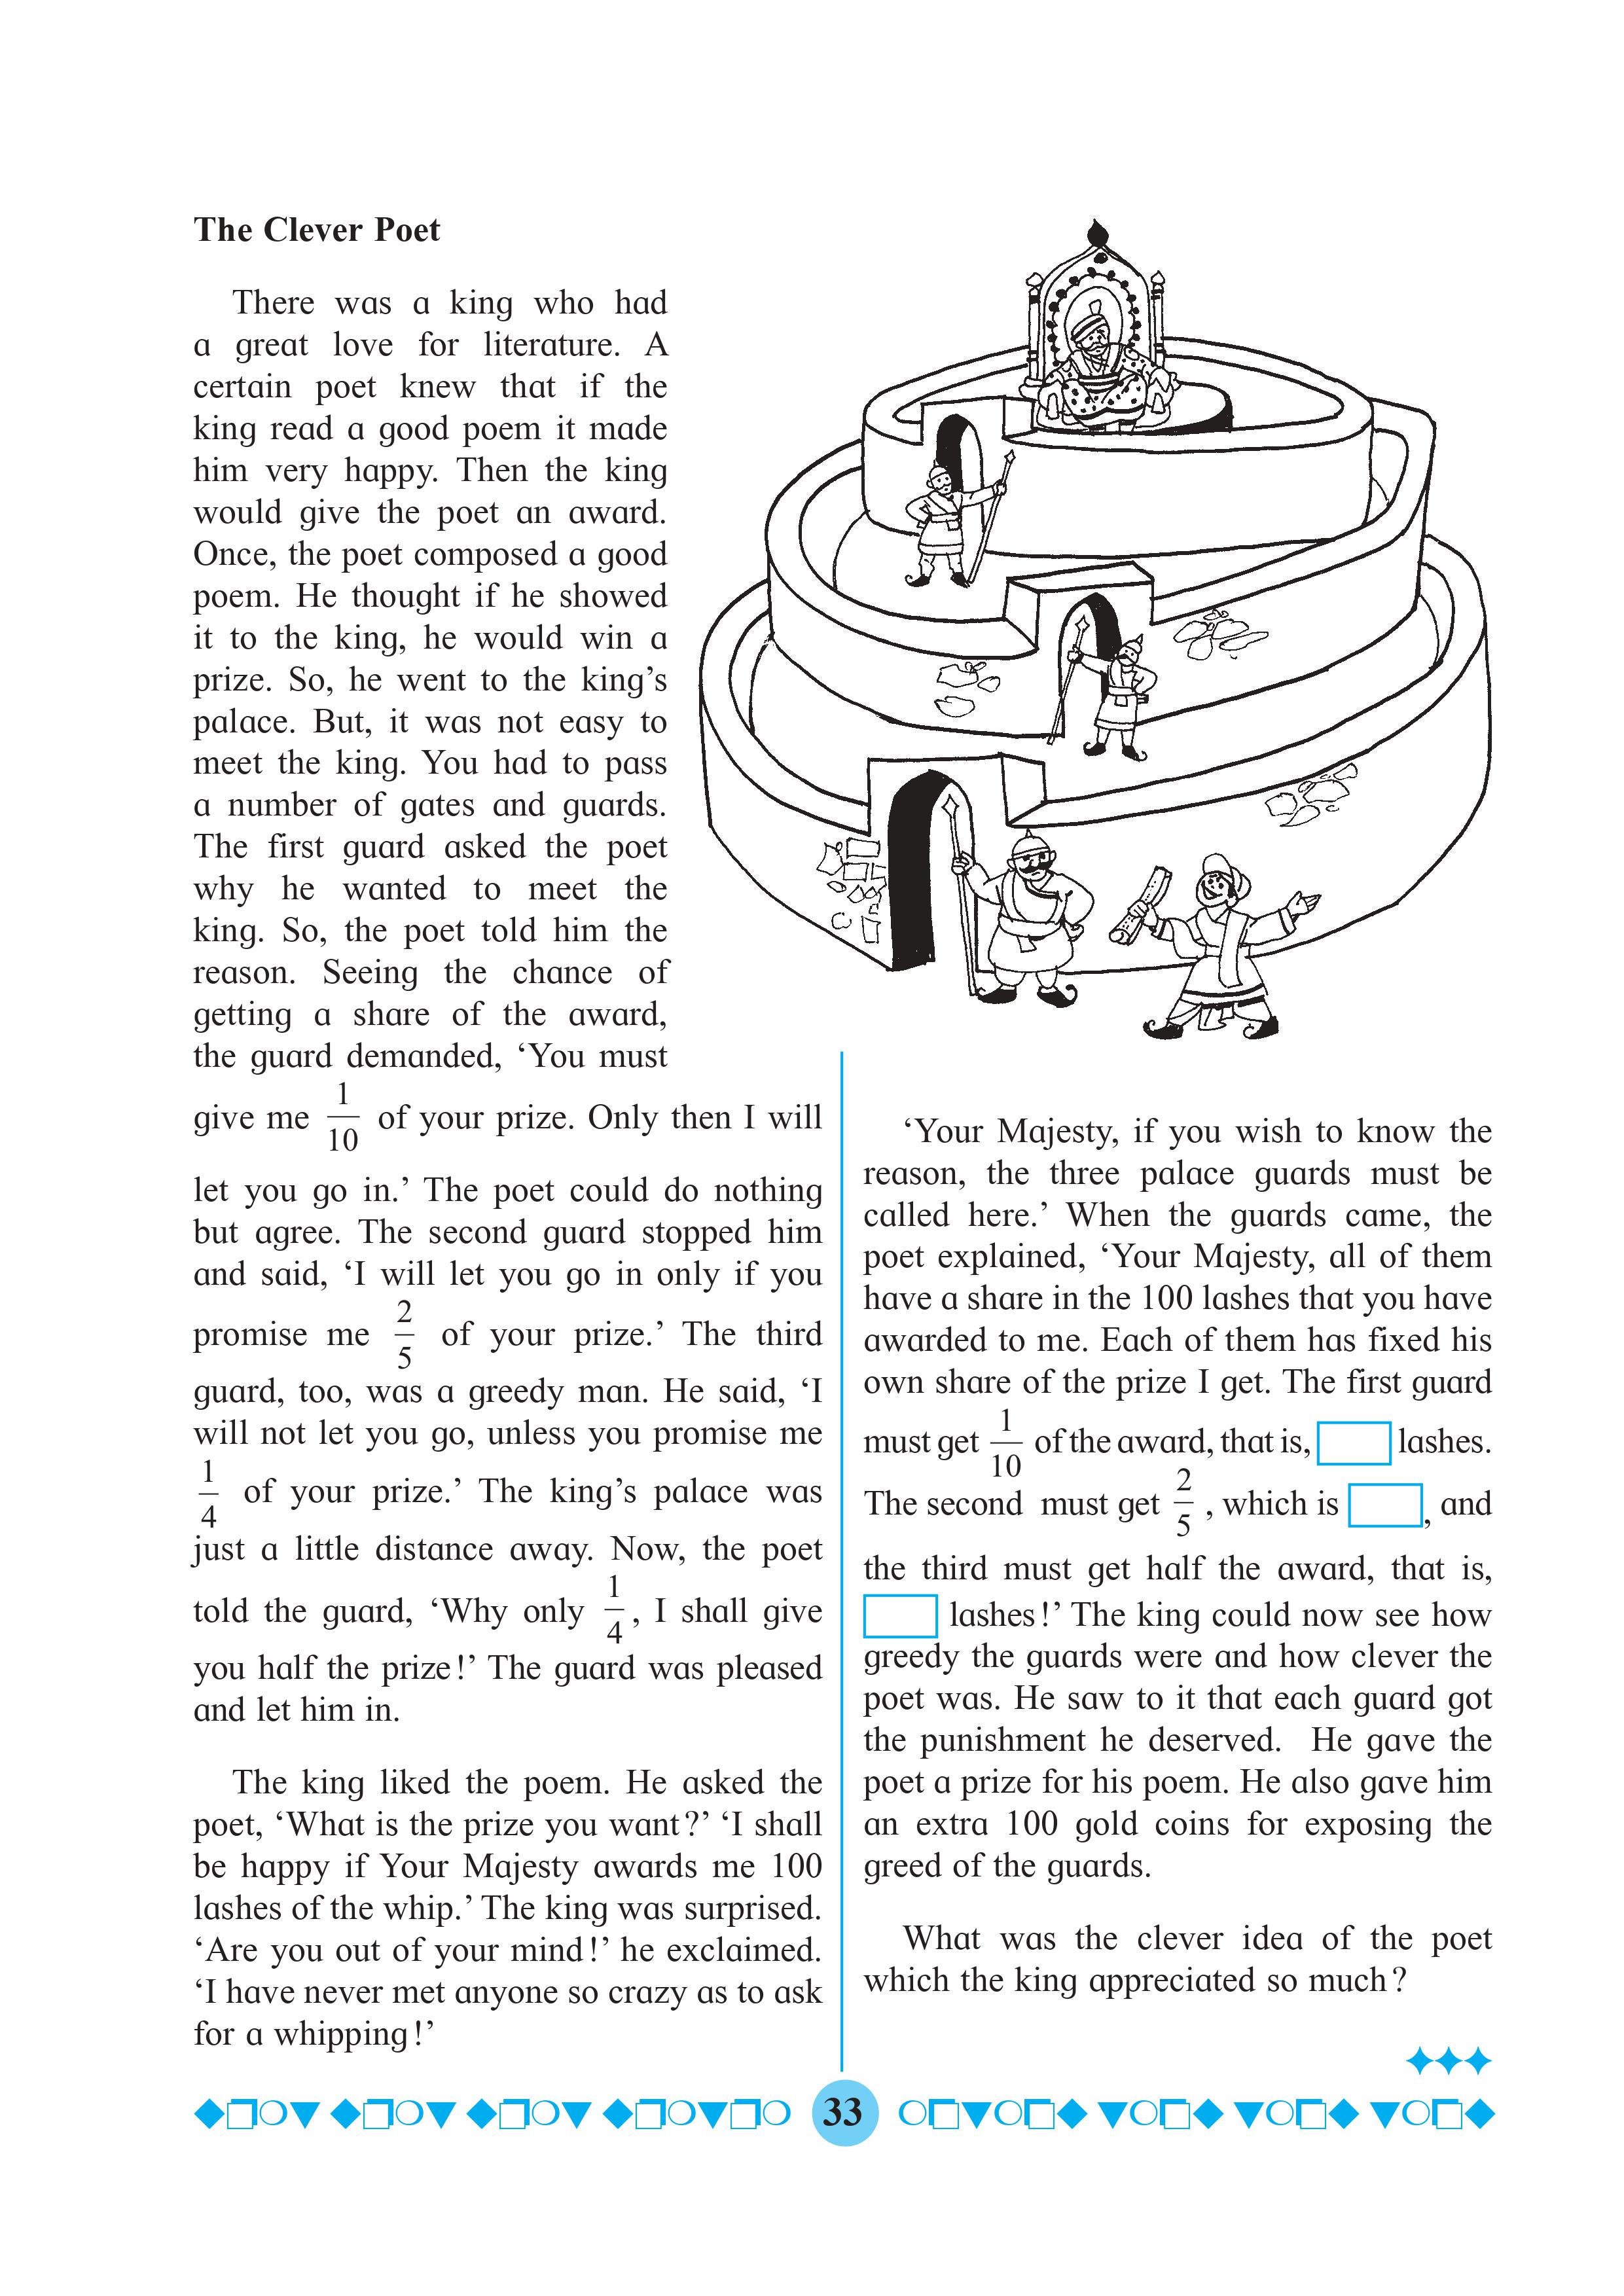 The Clever Poet
There was a king who had
a great love for literature. A
certain poet knew that if the
king read a good poem it made
him very happy. Then the king
would give the poet an award.
Once, the poet composed a good
poem. He thought if he showed
it to the king, he would win a
prize. So, he went to the king’s
palace. But, it was not easy to
meet the king. You had to pass
a number of gates and guards.
The first guard asked the poet
why he wanted to meet the
king. So, the poet told him the
reason. Seeing the chance of
getting a share of the award,
the guard demanded, ‘You must
give me 1/10 of your prize. Only then I will
let you go in.’ The poet could do nothing
but agree. The second guard stopped him
and said, ‘I will let you go in only if you
promise me 2/5 of your prize.’ The third
guard, too, was a greedy man. He said, ‘I
will not let you go, unless you promise me
1/4 of your prize.’ The king’s palace was
just a little distance away. Now, the poet
told the guard, ‘Why only 1/4, I shall give
you half the prize!’ The guard was pleased
and let him in.
The king liked the poem. He asked the
poet, ‘What is the prize you want?’ ‘I shall
be happy if Your Majesty awards me 100
lashes of the whip.’ The king was surprised.
‘Are you out of your mind!’ he exclaimed.
‘I have never met anyone so crazy as to ask
for a whipping!’
‘Your Majesty, if you wish to know the
reason, the three palace guards must be
called here.’ When the guards came, the
poet explained, ‘Your Majesty, all of them
have a share in the 100 lashes that you have
awarded to me. Each of them has fixed his
own share of the prize I get. The first guard
must get 1/10 of the award, that is, lashes.
The second must get 2/5, which is , and
the third must get half the award, that is,
lashes!’ The king could now see how
greedy the guards were and how clever the
poet was. He saw to it that each guard got
the punishment he deserved. He gave the
poet a prize for his poem. He also gave him
an extra 100 gold coins for exposing the
greed of the guards.
What was the clever idea of the poet
which the king appreciated so much?
33